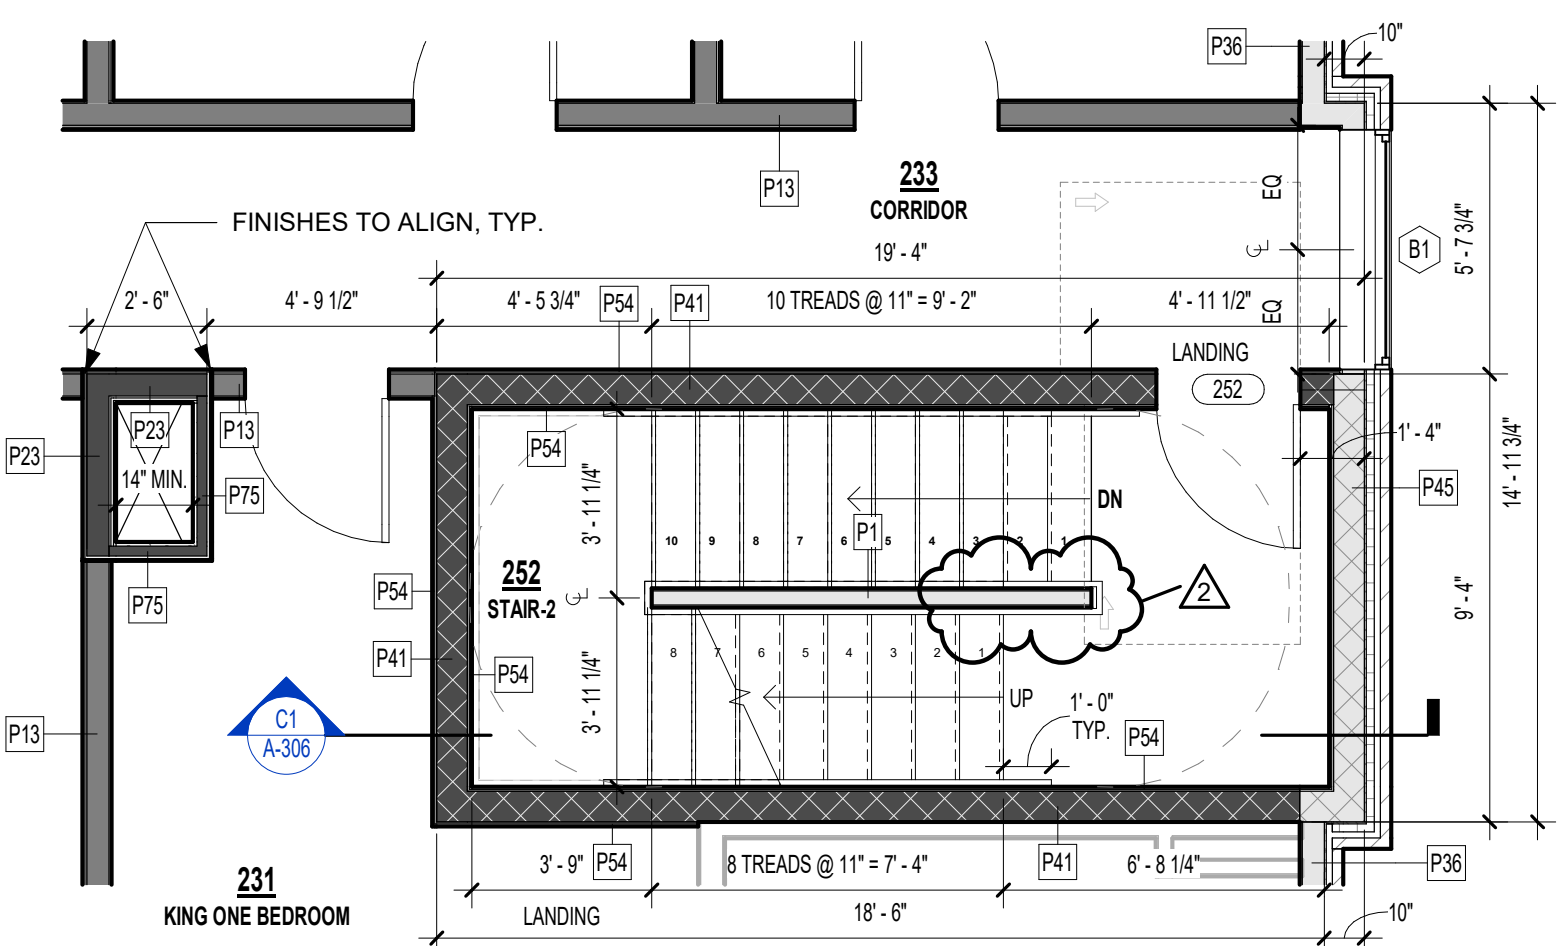 P36
10"
P13
233
CORRIDOR
EQ
FINISHES TO ALIGN, TYP.
19' - 4"
℄
B1
5' - 7 3/4"
2' - 6"
4' - 9 1/2"
4' - 5 3/4"
P54
P41
10 TREADS @ 11" = 9' - 2"
4' - 11 1/2"
EQ
LANDING
252
P23
P13
P54
1' - 4"
P23
14" MIN.
P75
3' - 11 1/4"
DN
P45
14' - 11 3/4"
P1
10 9 8 7 6 5 4 3 2 1
252
STAIR-2
℄
P54
P75
2
9' - 4"
P41
8 7 6 5 4 3 2 1
P54
3' - 11 1/4"
UP
1' - 0"
TYP.
P13
C1
A-306
P54
3' - 9"
P54
8 TREADS @ 11" = 7' - 4"
P41
6' - 8 1/4"
P36
231
KING ONE BEDROOM
LANDING
18' - 6"
10"